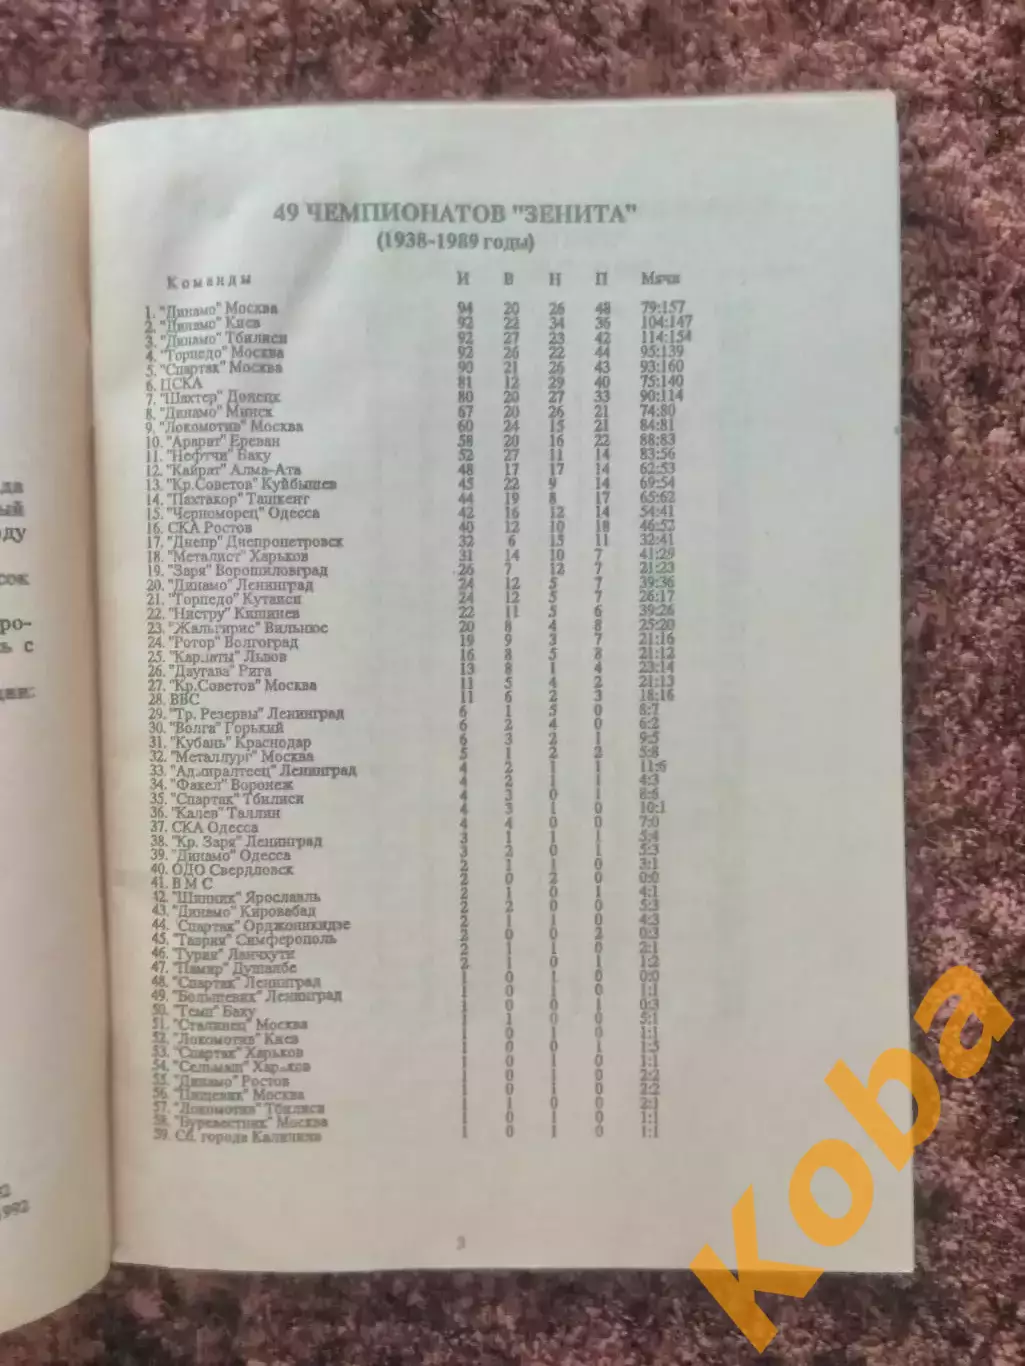 да
ый
оду
сок
ро-
ь с
ции:
1992
49 ЧЕМПИОНАТОВ "ЗЕНИТА"
(1938-1989 годы)
Команды И В Н П Мячи
1. "Динамо" Москва 94 20 26 48 79:157
2. "Динамо" Киев 92 22 34 36 104:147
3. "Динамо" Тбилиси 92 27 23 42 114:154
4. "Торпедо" Москва 92 26 22 44 95:139
5. "Спартак" Москва 90 21 26 43 93:160
6. ЦСКА 81 12 29 40 75:140
7. "Шахтер" Донецк 80 20 27 33 90:114
8. "Динамо" Минск 67 20 26 21 74:80
9. "Локомотив" Москва 60 24 15 21 84:81
10. "Арарат" Ереван 58 20 16 22 88:83
11. "Нефтчи" Баку 52 27 11 14 83:56
12. "Кайрат" Алма-Ата 48 17 17 14 62:53
13. "Кр.Советов" Куйбышев 45 22 9 14 69:54
14. "Пахтакор" Ташкент 44 19 8 17 65:62
15. "Черноморец" Одесса 42 16 12 14 54:41
16. СКА Ростов 40 12 10 18 46:52
17. "Днепр" Днепропетровск 32 6 15 11 32:41
18. "Металист" Харьков 31 14 10 7 41:29
19. "Заря" Ворошиловград 26 7 12 7 21:23
20. "Динамо" Ленинград 24 12 5 7 39:36
21. "Торпедо" Кутаиси 24 12 5 7 26:17
22. "Нистру" Кишинев 22 11 5 6 39:26
23. "Жальгирис" Вильнюс 20 8 4 8 25:20
24. "Ротор" Волгоград 19 9 3 7 21:16
25. "Карпаты" Львов 16 8 5 8 21:12
26. "Даугава" Рига 13 8 1 4 23:14
27. "Кр.Советов" Москва 11 5 4 2 21:13
28. ВВС 11 6 2 3 18:16
29. "Тр. Резервы" Ленинград 6 1 5 0 8:7
30. "Волга" Горький 6 2 4 0 6:2
31. "Кубань" Краснодар 6 3 2 1 9:5
32. "Металлург" Москва 5 1 2 2 5:8
33. "Адмиралтеец" Ленинград 4 2 1 1 11:6
34. "Факел" Воронеж 4 2 1 1 4:3
35. "Спартак" Тбилиси 4 3 0 1 8:6
36. "Калев" Таллин 4 3 1 0 10:1
37. СКА Одесса 4 4 0 0 7:0
38. "Кр. Заря" Ленинград 3 1 1 1 5:4
39. "Динамо" Одесса 3 2 0 1 5:3
40. ОДО Свердловск 2 1 1 0 3:1
41. В М С 2 0 2 0 0:0
42. "Шинник" Ярославль 2 1 0 1 4:1
43. "Динамо" Кировабад 2 2 0 0 5:3
44. "Спартак" Орджоникидзе 2 1 1 0 4:3
45. "Таврия" Симферополь 2 0 0 2 0:3
46. "Гурия" Ланчхути 2 1 1 0 2:1
47. "Памир" Душанбе 2 1 0 1 1:2
48. "Спартак" Ленинград 1 0 1 0 0:0
49. "Большевик" Ленинград 1 0 1 0 1:1
50. "Темп" Баку 1 0 0 1 0:3
51. "Сталинец" Москва 1 1 0 0 5:1
52. "Локомотив" Киев 1 0 1 0 1:1
53. "Спартак" Харьков 1 0 0 1 1:5
54. "Сельмаш" Харьков 1 0 1 0 1:1
55. "Динамо" Ростов 1 0 1 0 2:2
56. "Пищевик" Москва 1 0 1 0 2:2
57. "Локомотив" Тбилиси 1 1 0 0 2:1
58. "Буревестник" Москва 1 0 1 0 1:1
59. Сб. города Калинина 1 0 1 0 1:1
3
Koba